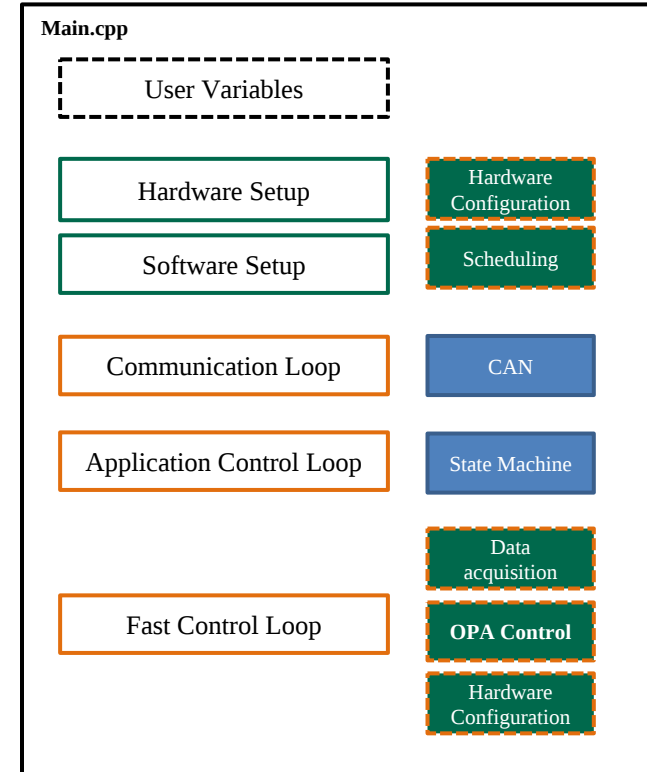 Main.cpp
User Variables
Hardware Setup
Hardware
Configuration
Software Setup
Scheduling
Communication Loop
CAN
Application Control Loop
State Machine
Data
acquisition
Fast Control Loop
OPA Control
Hardware
Configuration